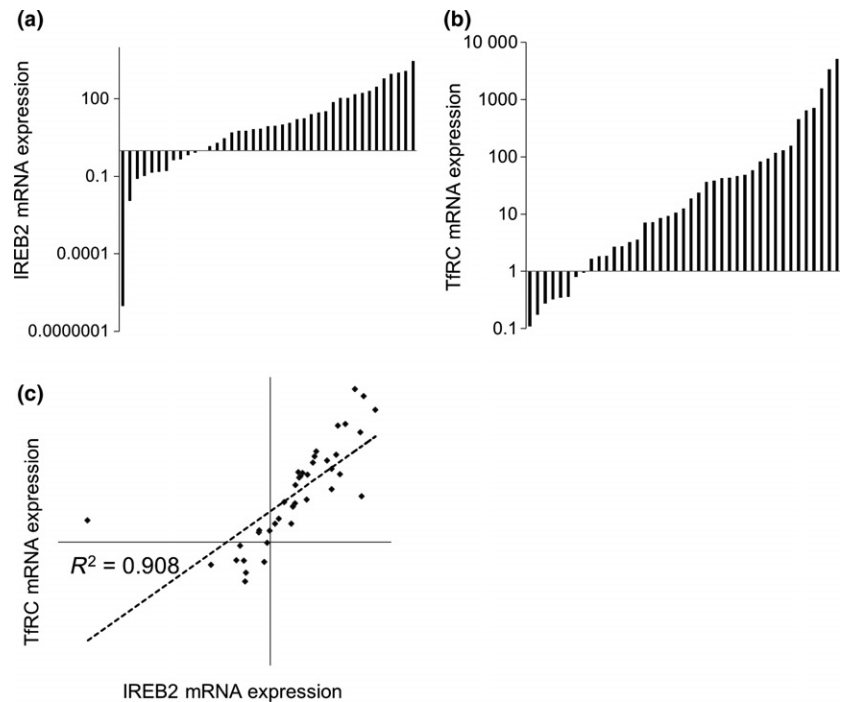 (a)
IREB2 mRNA expression
100
0.1
0.0001
0.0000001
(b)
TfRC mRNA expression
10 000
1000
100
10
1
0.1
(c)
TfRC mRNA expression
R² = 0.908
IREB2 mRNA expression